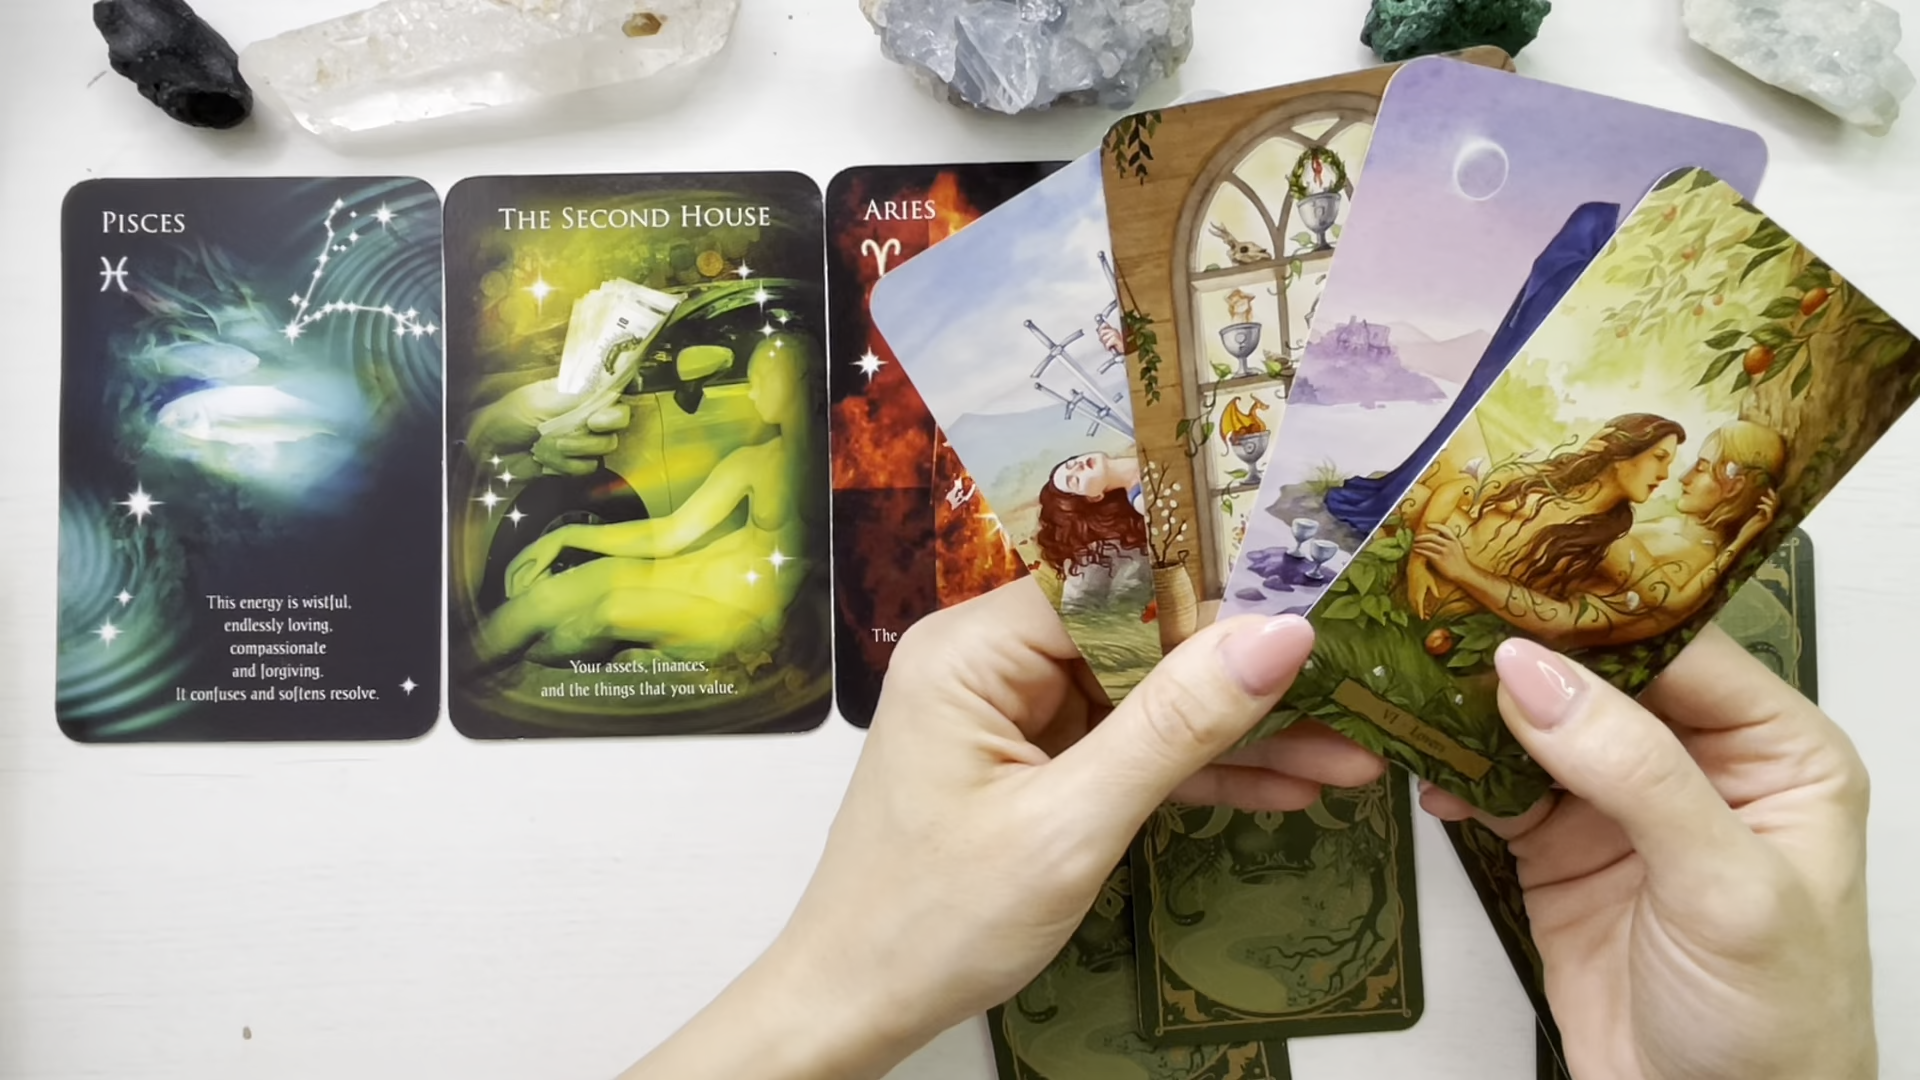 PISCES
♓
This energy is wistful,
endlessly loving,
compassionate
and forgiving.
It confuses and softens resolve.
THE SECOND HOUSE
10
Your assets, finances,
and the things that you value.
ARIES
♈
The
VI - Lovers